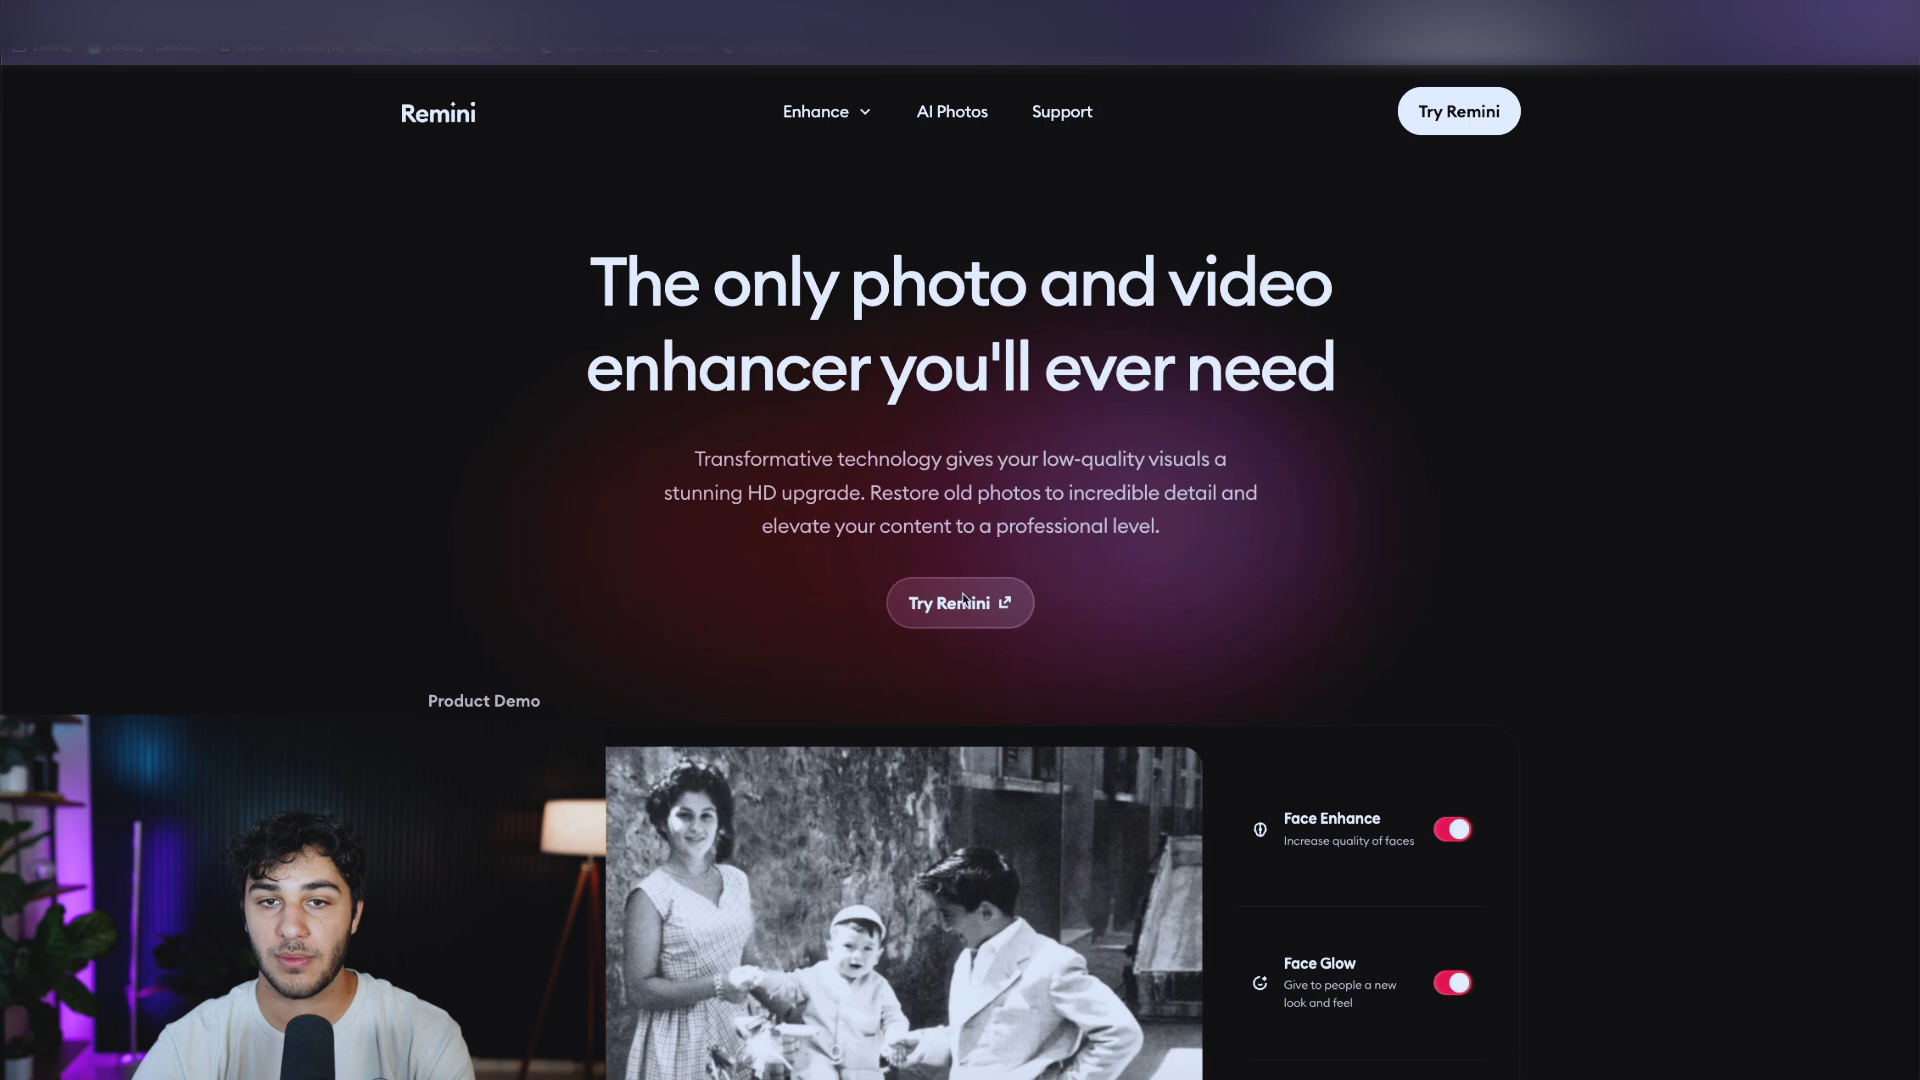 Remini
Enhance
AI Photos
Support
Try Remini
The only photo and video
enhancer you'll ever need
Transformative technology gives your low-quality visuals a
stunning HD upgrade. Restore old photos to incredible detail and
elevate your content to a professional level.
Try Remini
Product Demo
Face Enhance
Increase quality of faces
Face Glow
Give to people a new
look and feel